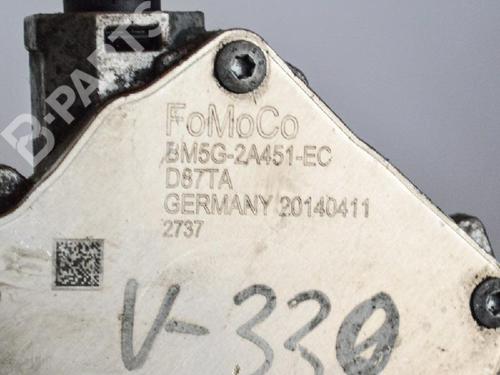 B-PARTS
FoMoCo
BM5G-2A451-EC
D87TA
GERMANY 20140411
2737
V-330